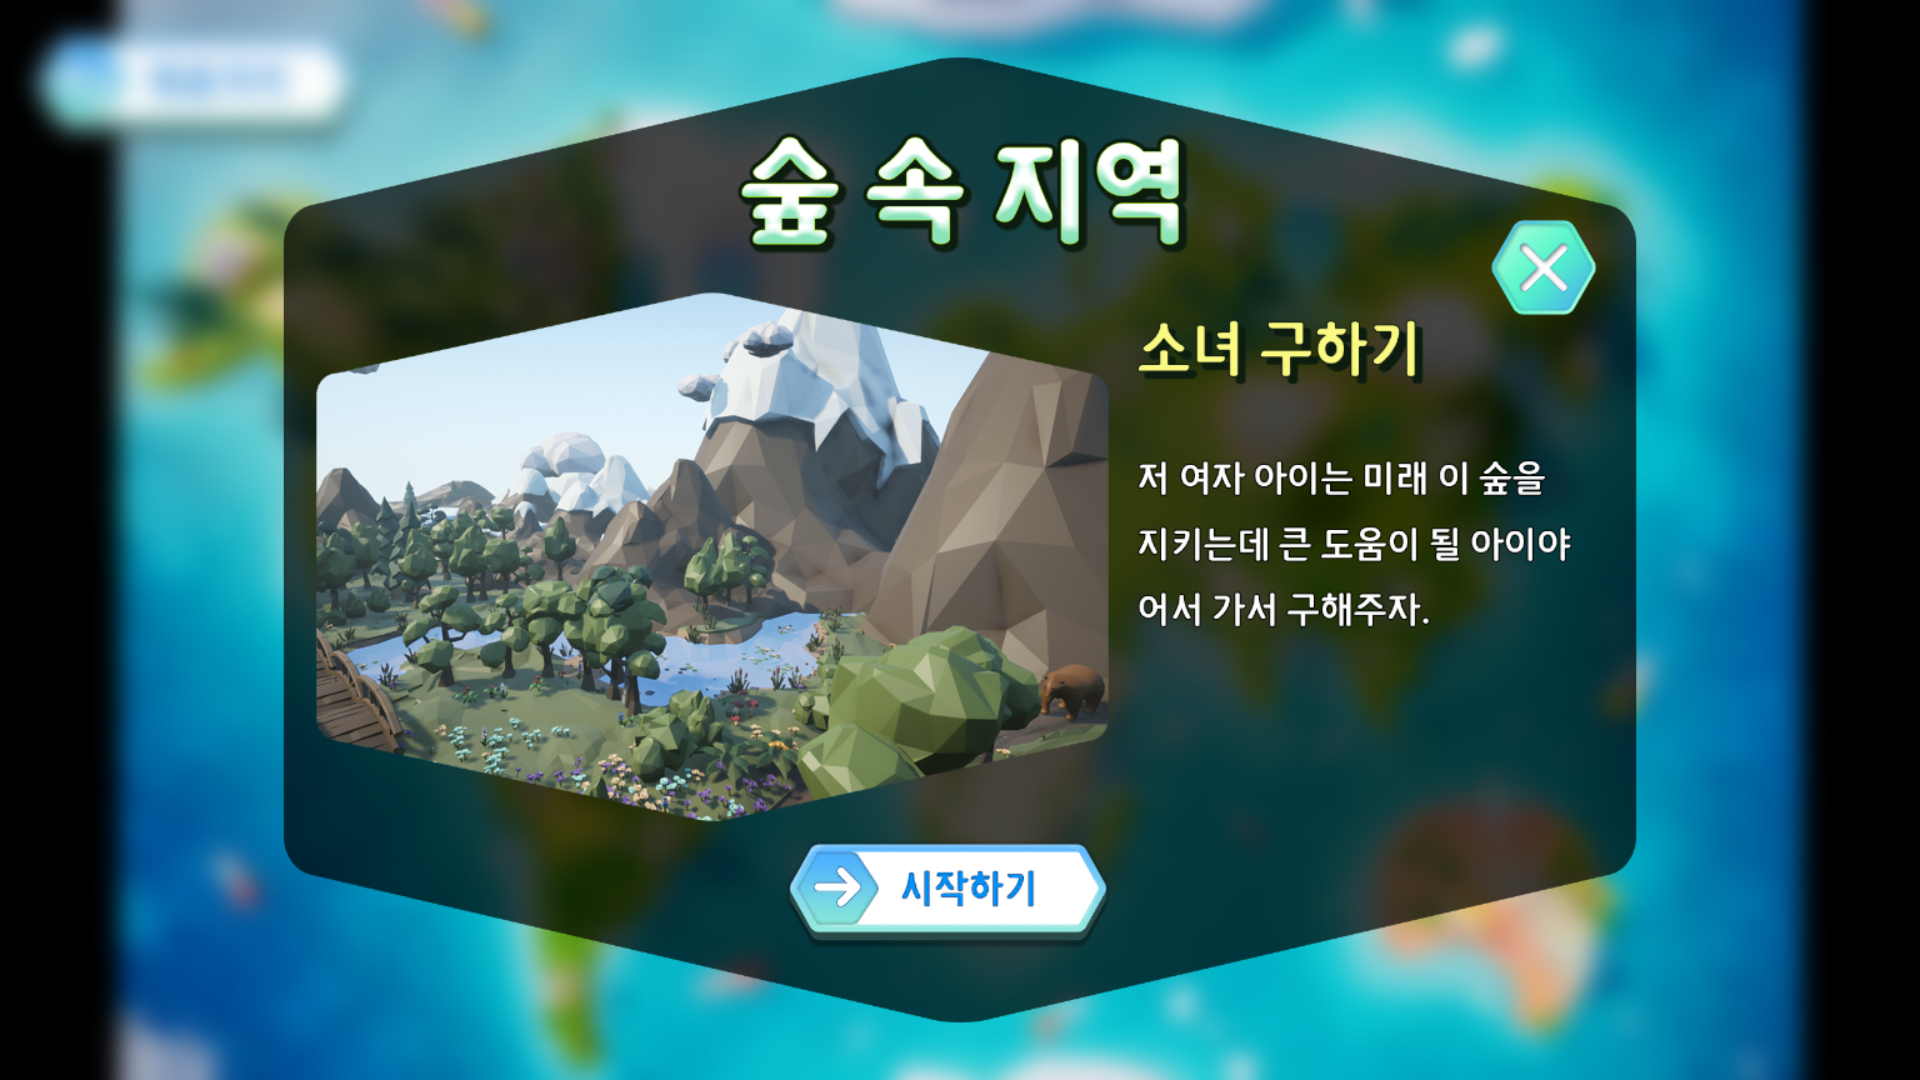 숲 속 지역
소녀 구하기
저 여자 아이는 미래 이 숲을
지키는데 큰 도움이 될 아이야
어서 가서 구해주자.
시작하기